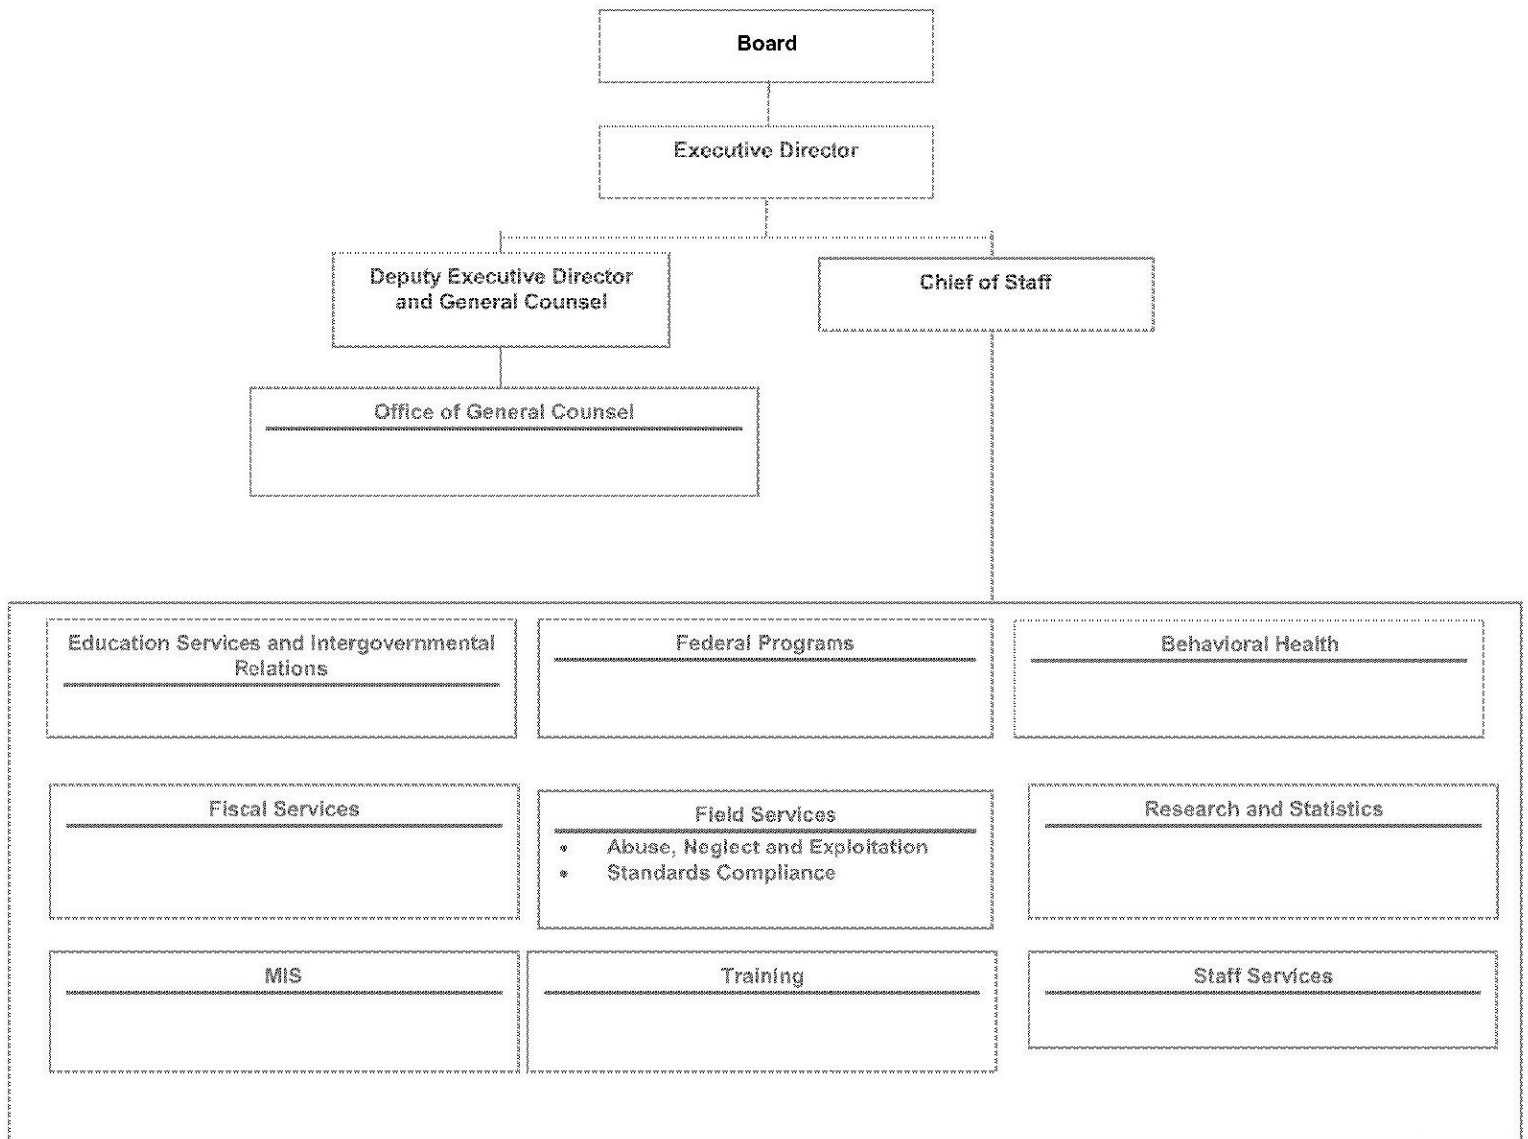 Board
Executive Director
Deputy Executive Director
and General Counsel
Chief of Staff
Office of General Counsel
Education Services and Intergovernmental
Relations
Federal Programs
Behavioral Health
Fiscal Services
Field Services
• Abuse, Neglect and Exploitation
• Standards Compliance
Research and Statistics
MIS
Training
Staff Services